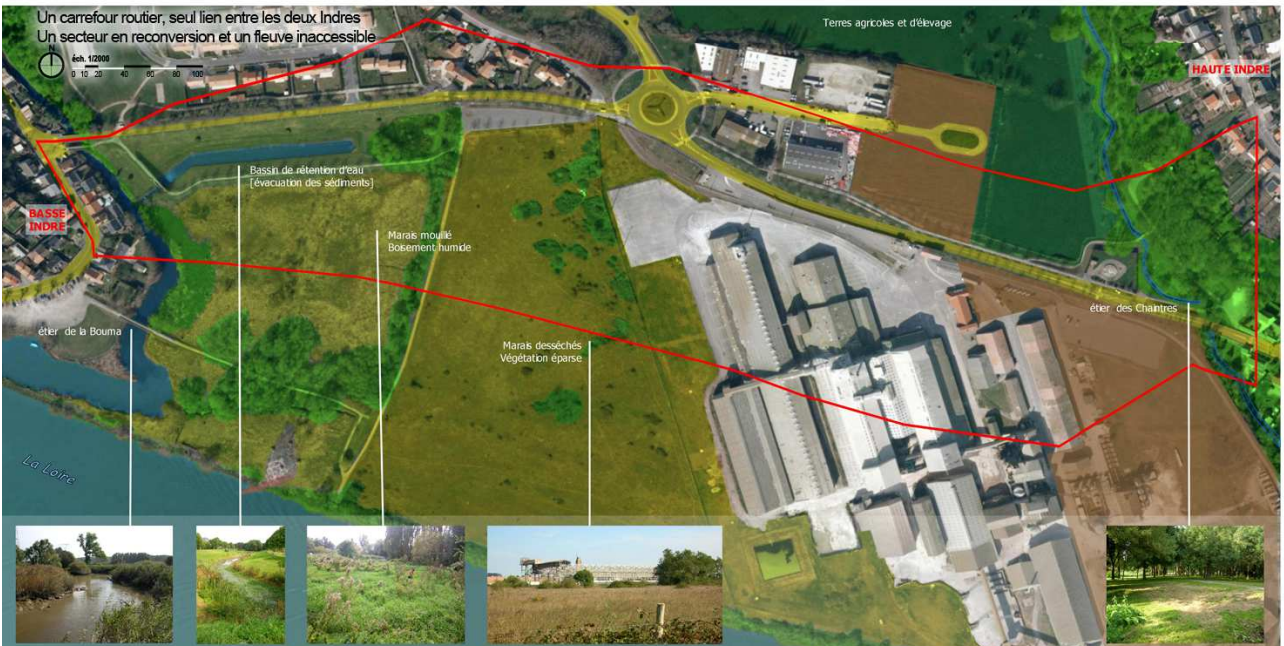 Un carrefour routier, seul lien entre les deux Indres
Un secteur en reconversion et un fleuve inaccessible
N
éch. 1/2000
0 10 20 40 60 80 100
Terres agricoles et d'élevage
HAUTE INDRE
Bassin de rétention d'eau
[évacuation des sédiments]
BASSE
INDRE
Marais mouillé
Boisement humide
étier des Chaintres
étier de la Bouma
Marais desséchés
Végétation éparse
La Loire